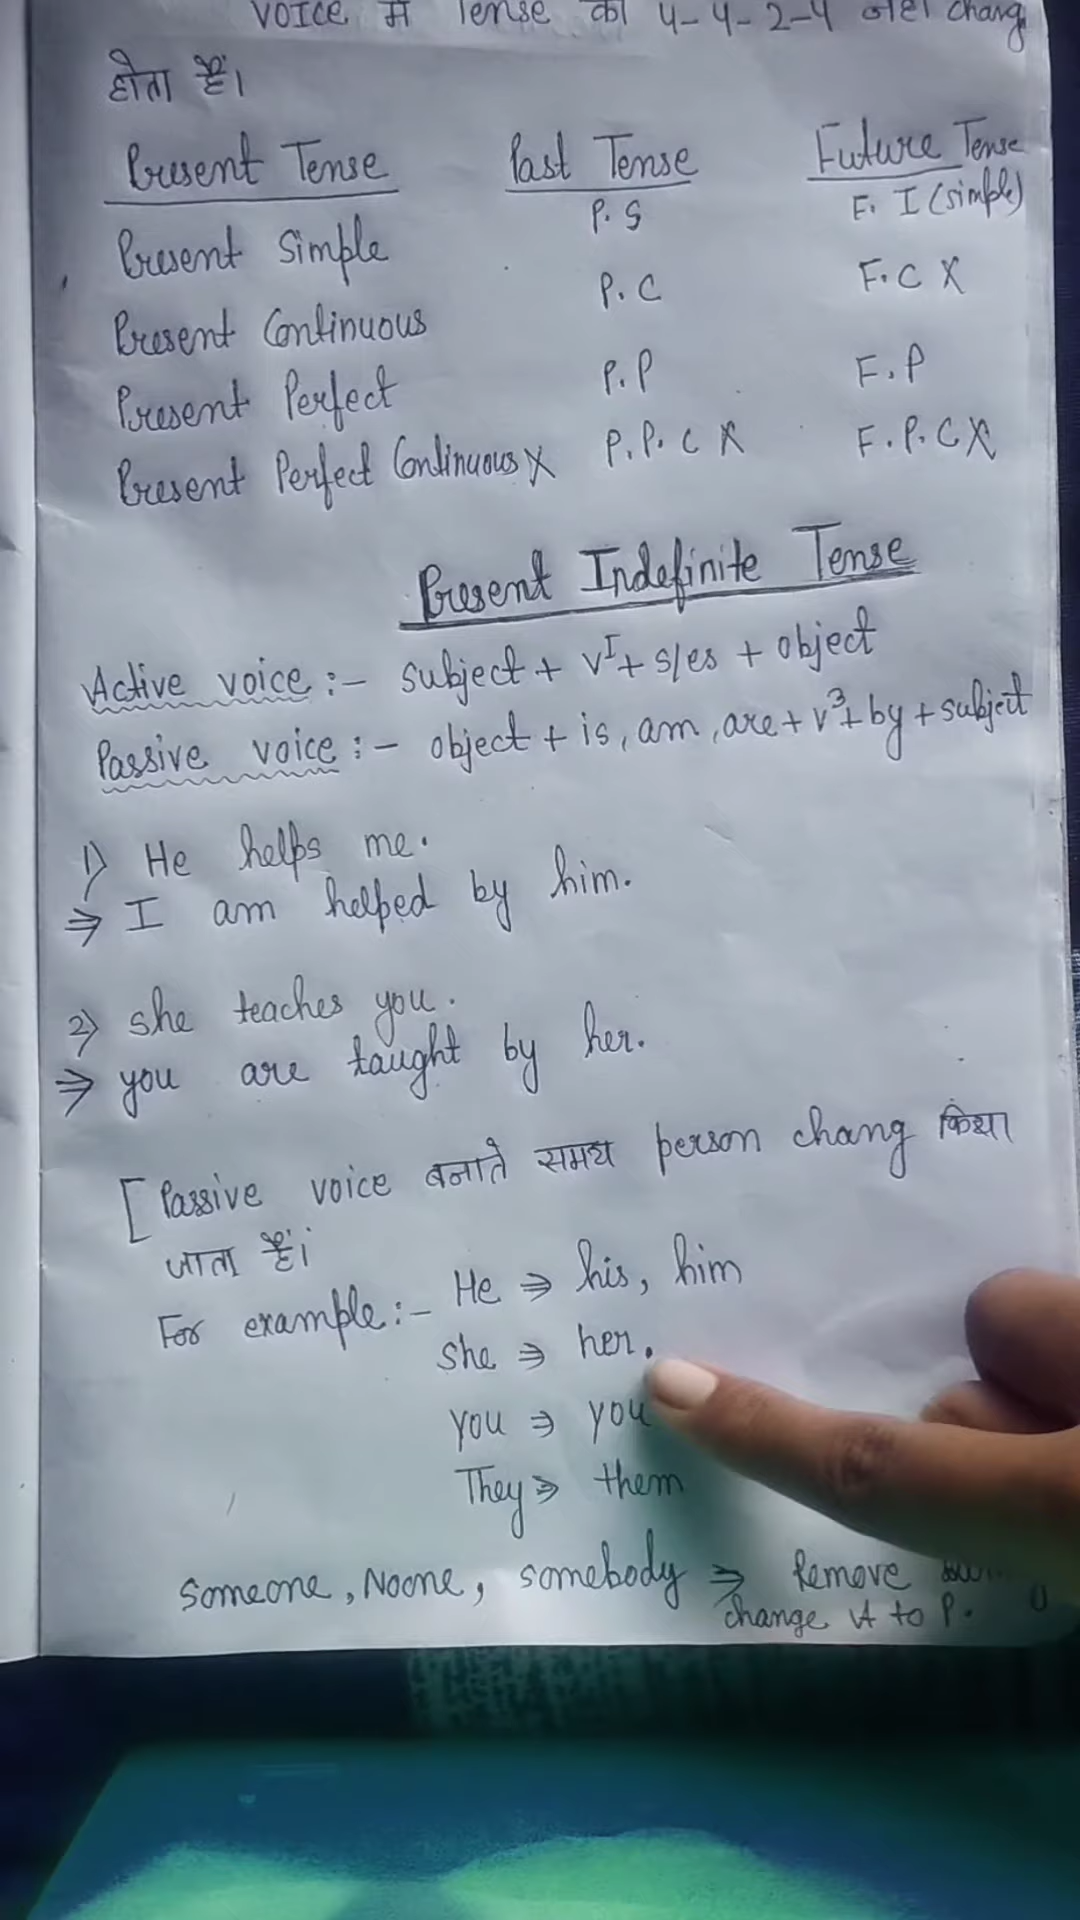 VOICE में Tense का 4-4-2-4 नहीं chang
होता हैं।
Present Tense Past Tense Future Tense
Present Simple P.S F. I (simple)
Present Continuous P.C F.C X
Present Perfect P.P F.P
Present Perfect Continuous X P.P.C X F.P.C X
Present Indefinite Tense
Active voice :- subject + v¹ + s/es + object
Passive voice :- object + is, am, are + v³ + by + subject
1) He helps me.
⇒ I am helped by him.
2) she teaches you.
⇒ you are taught by her.
[ Passive voice बनाते समय person chang किया
जाता हैं।
For example :- He ⇒ his, him
she ⇒ her.
you ⇒ you
They ⇒ them
Someone, Noone, somebody ⇒ Remove
change A to P.